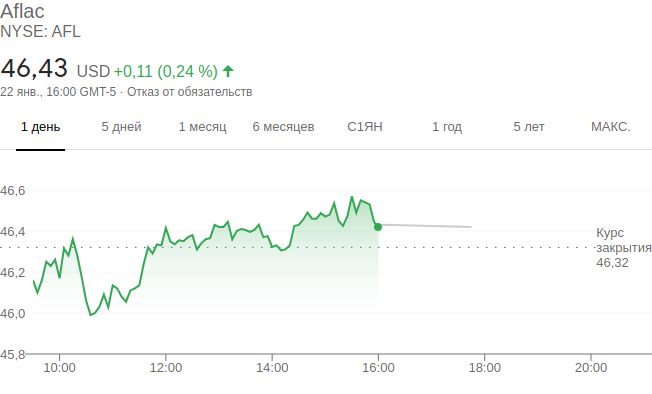 Aflac
NYSE: AFL
46,43 USD +0,11 (0,24 %)
22 янв., 16:00 GMT-5 · Отказ от обязательств
1 день 5 дней 1 месяц 6 месяцев С1ЯН 1 год 5 лет МАКС.
46,6
46,4
Курс
закрытия
46,32
46,2
46,0
45,8
10:00 12:00 14:00 16:00 18:00 20:00